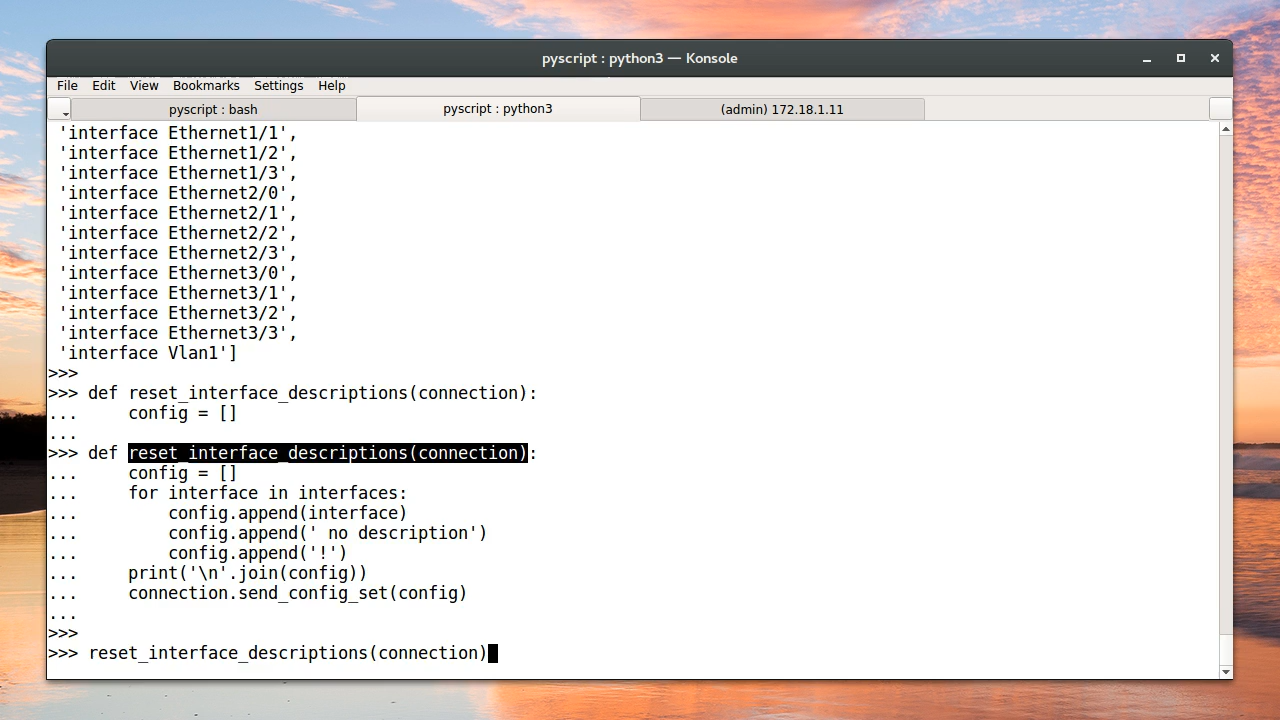 pyscript : python3 — Konsole
File Edit View Bookmarks Settings Help
pyscript : bash
pyscript : python3
(admin) 172.18.1.11
 'interface Ethernet1/1',
 'interface Ethernet1/2',
 'interface Ethernet1/3',
 'interface Ethernet2/0',
 'interface Ethernet2/1',
 'interface Ethernet2/2',
 'interface Ethernet2/3',
 'interface Ethernet3/0',
 'interface Ethernet3/1',
 'interface Ethernet3/2',
 'interface Ethernet3/3',
 'interface Vlan1']
>>>
>>> def reset_interface_descriptions(connection):
...     config = []
...
>>> def reset_interface_descriptions(connection):
...     config = []
...     for interface in interfaces:
...         config.append(interface)
...         config.append(' no description')
...         config.append('!')
...     print('\n'.join(config))
...     connection.send_config_set(config)
...
>>>
>>> reset_interface_descriptions(connection)